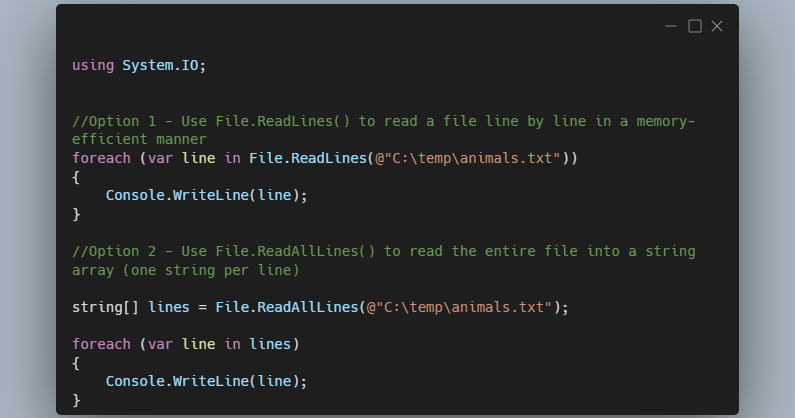 using System.IO;
//Option 1 - Use File.ReadLines() to read a file line by line in a memory-
efficient manner
foreach (var line in File.ReadLines(@"C:\temp\animals.txt"))
{
    Console.WriteLine(line);
}
//Option 2 - Use File.ReadAllLines() to read the entire file into a string
array (one string per line)
string[] lines = File.ReadAllLines(@"C:\temp\animals.txt");
foreach (var line in lines)
{
    Console.WriteLine(line);
}